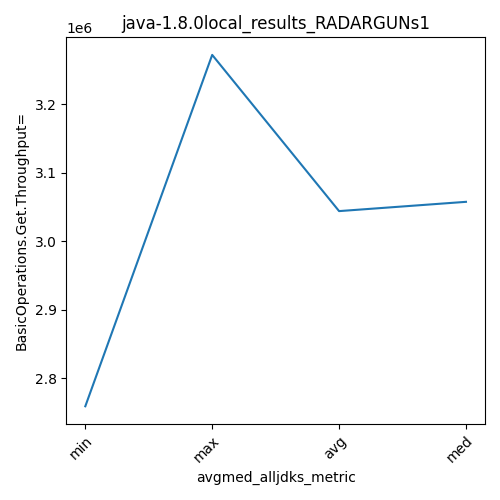 java-1.8.0local_results_RADARGUNs1
1e6
3.2
3.1
3.0
2.9
2.8
BasicOperations.Get.Throughput=
min
max
avg
med
avgmed_alljdks_metric